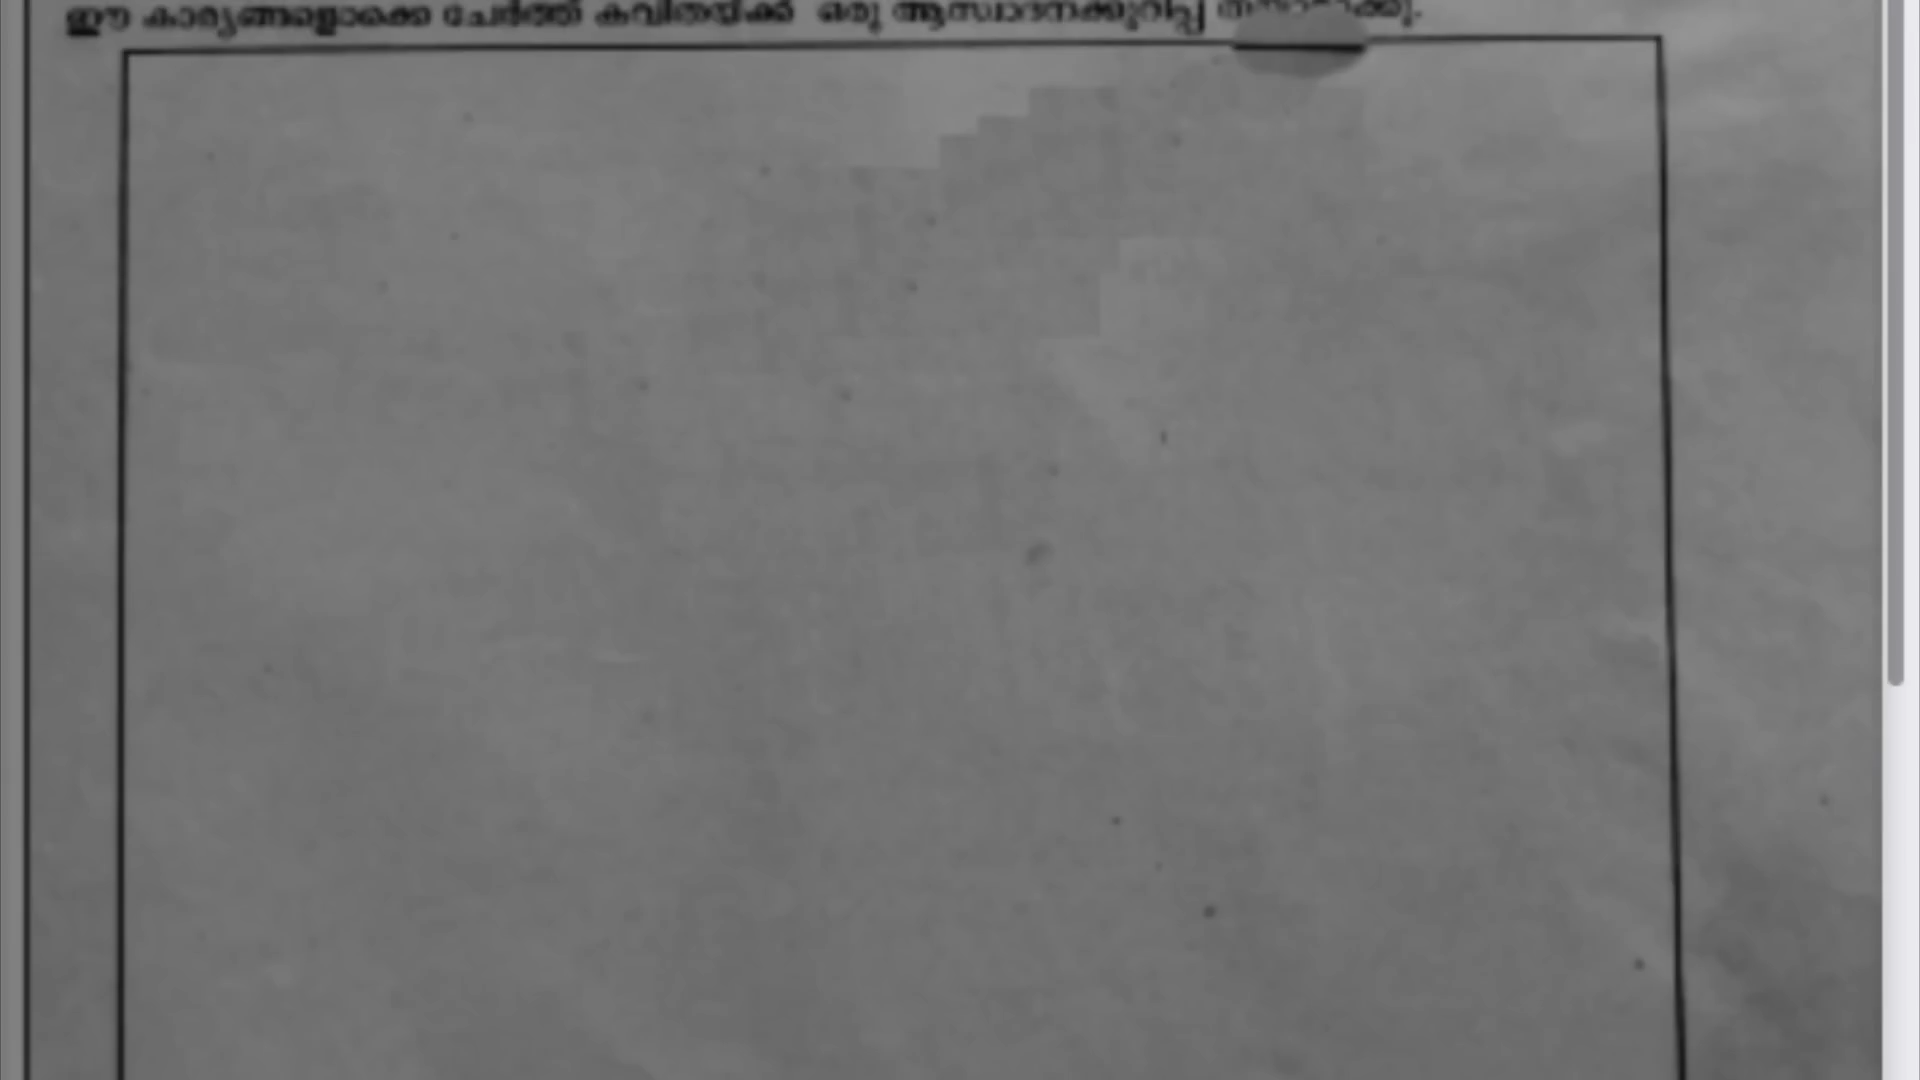 ഈ കാര്യങ്ങളൊക്കെ ചേർത്ത് കവിതയ്ക്ക് ഒരു ആസ്വാദനക്കുറിപ്പ്